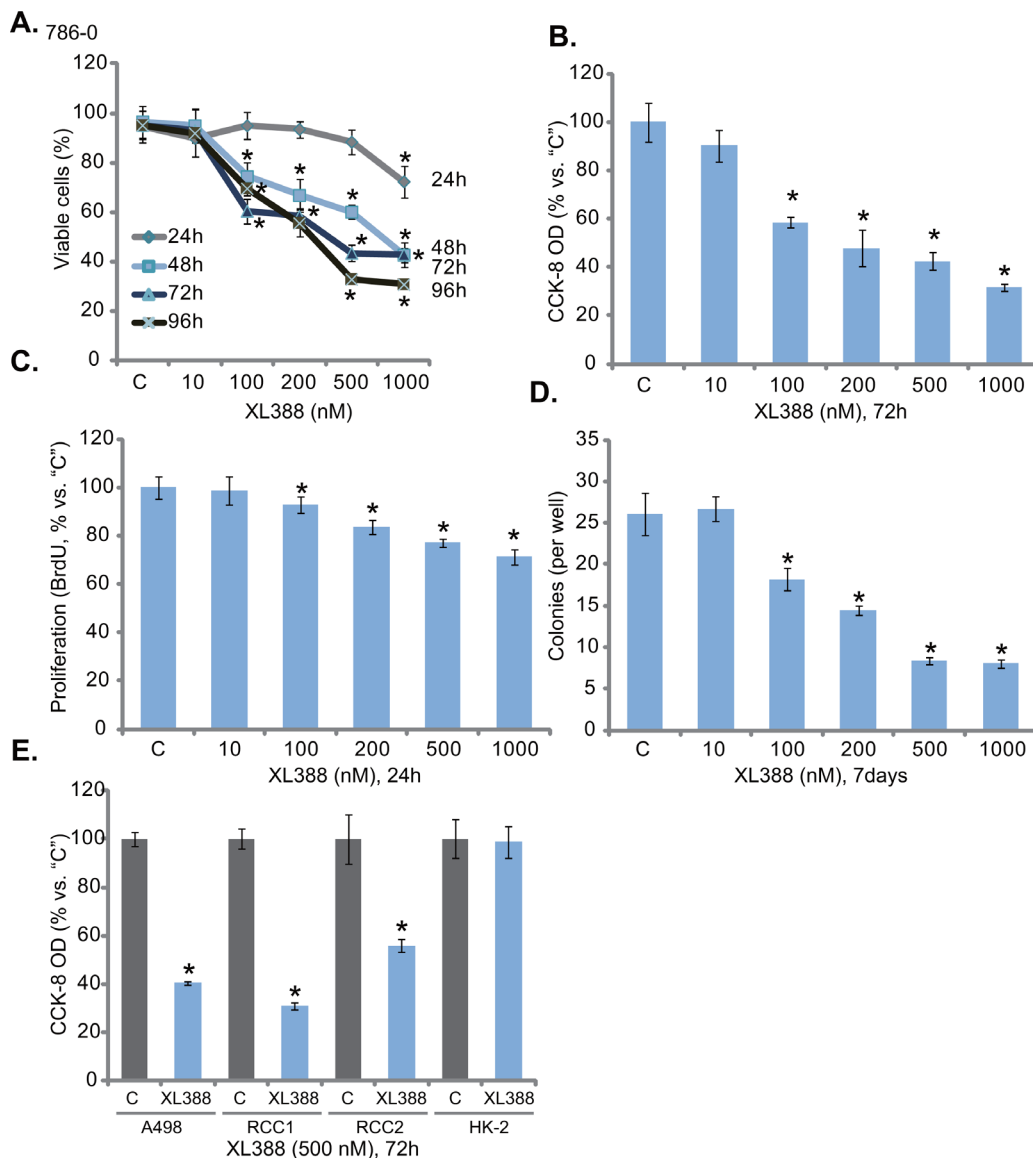 A.
786-0
Viable cells (%)
120
100
80
60
40
20
0
* * * * * * * * * * * *
24h
48h
72h
96h
24h
48h
72h
96h
C 10 100 200 500 1000
XL388 (nM)
B.
CCK-8 OD (% vs. “C”)
120
100
80
60
40
20
0
* * * *
C 10 100 200 500 1000
XL388 (nM), 72h
C.
Proliferation (BrdU, % vs. “C”)
120
100
80
60
40
20
0
* * * *
C 10 100 200 500 1000
XL388 (nM), 24h
D.
Colonies (per well)
35
30
25
20
15
10
5
0
* * * *
C 10 100 200 500 1000
XL388 (nM), 7days
E.
CCK-8 OD (% vs. “C”)
120
100
80
60
40
20
0
* * *
C XL388 C XL388 C XL388 C XL388
A498 RCC1 RCC2 HK-2
XL388 (500 nM), 72h